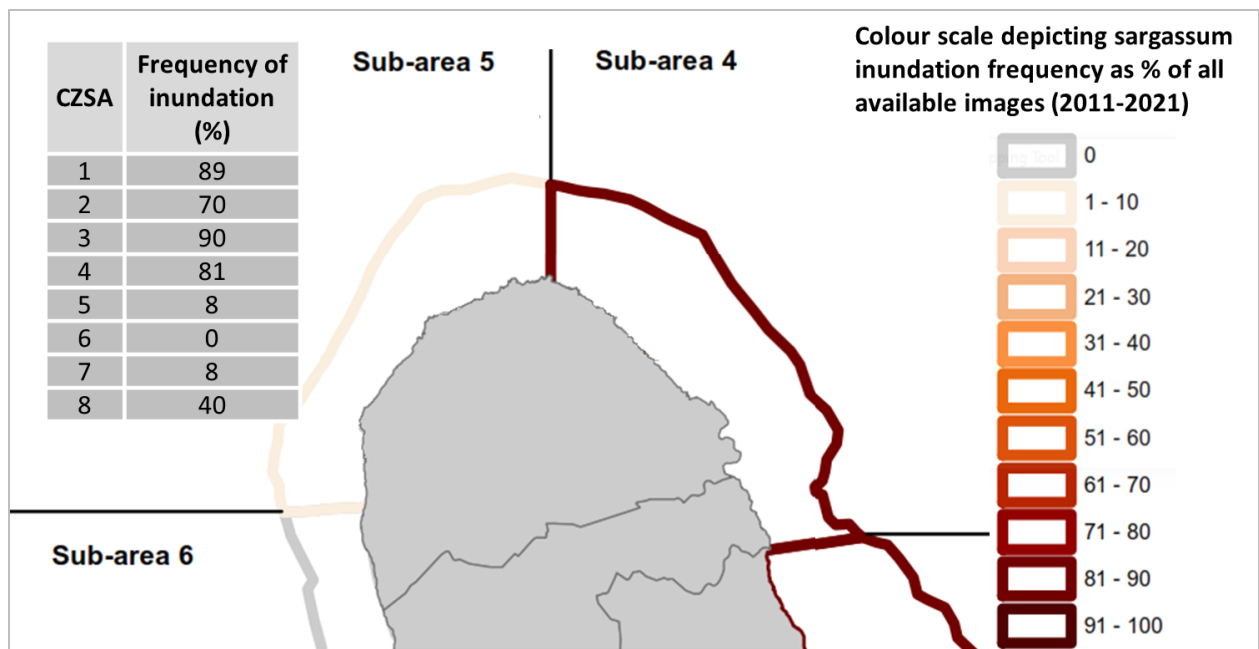 Sub-area 5
Sub-area 4
Colour scale depicting sargassum
inundation frequency as % of all
available images (2011-2021)
CZSA
Frequency of
inundation
(%)
1 89
2 70
3 90
4 81
5 8
6 0
7 8
8 40
0
1 - 10
11 - 20
21 - 30
31 - 40
41 - 50
51 - 60
61 - 70
71 - 80
81 - 90
91 - 100
Sub-area 6